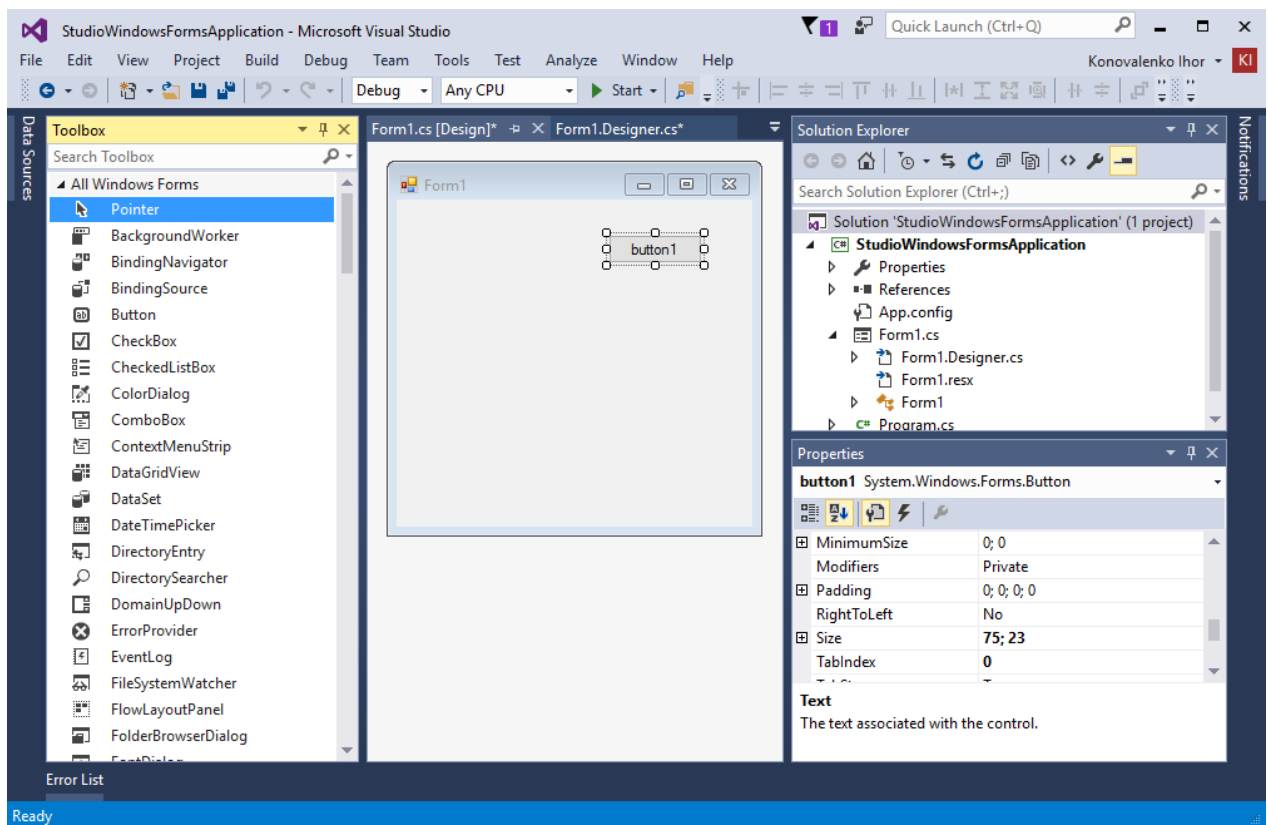 StudioWindowsFormsApplication - Microsoft Visual Studio
1
Quick Launch (Ctrl+Q)
File Edit View Project Build Debug Team Tools Test Analyze Window Help
Konovalenko Ihor
KI
Debug
Any CPU
Start
Data Sources
Toolbox
Search Toolbox
All Windows Forms
Pointer
BackgroundWorker
BindingNavigator
BindingSource
Button
CheckBox
CheckedListBox
ColorDialog
ComboBox
ContextMenuStrip
DataGridView
DataSet
DateTimePicker
DirectoryEntry
DirectorySearcher
DomainUpDown
ErrorProvider
EventLog
FileSystemWatcher
FlowLayoutPanel
FolderBrowserDialog
Form1.cs [Design]* Form1.Designer.cs*
Form1
button1
Solution Explorer
Search Solution Explorer (Ctrl+;)
Solution 'StudioWindowsFormsApplication' (1 project)
C# StudioWindowsFormsApplication
Properties
References
App.config
Form1.cs
Form1.Designer.cs
Form1.resx
Form1
C# Program.cs
Notifications
Properties
button1 System.Windows.Forms.Button
MinimumSize 0; 0
Modifiers Private
Padding 0; 0; 0; 0
RightToLeft No
Size 75; 23
TabIndex 0
Text
The text associated with the control.
Error List
Ready